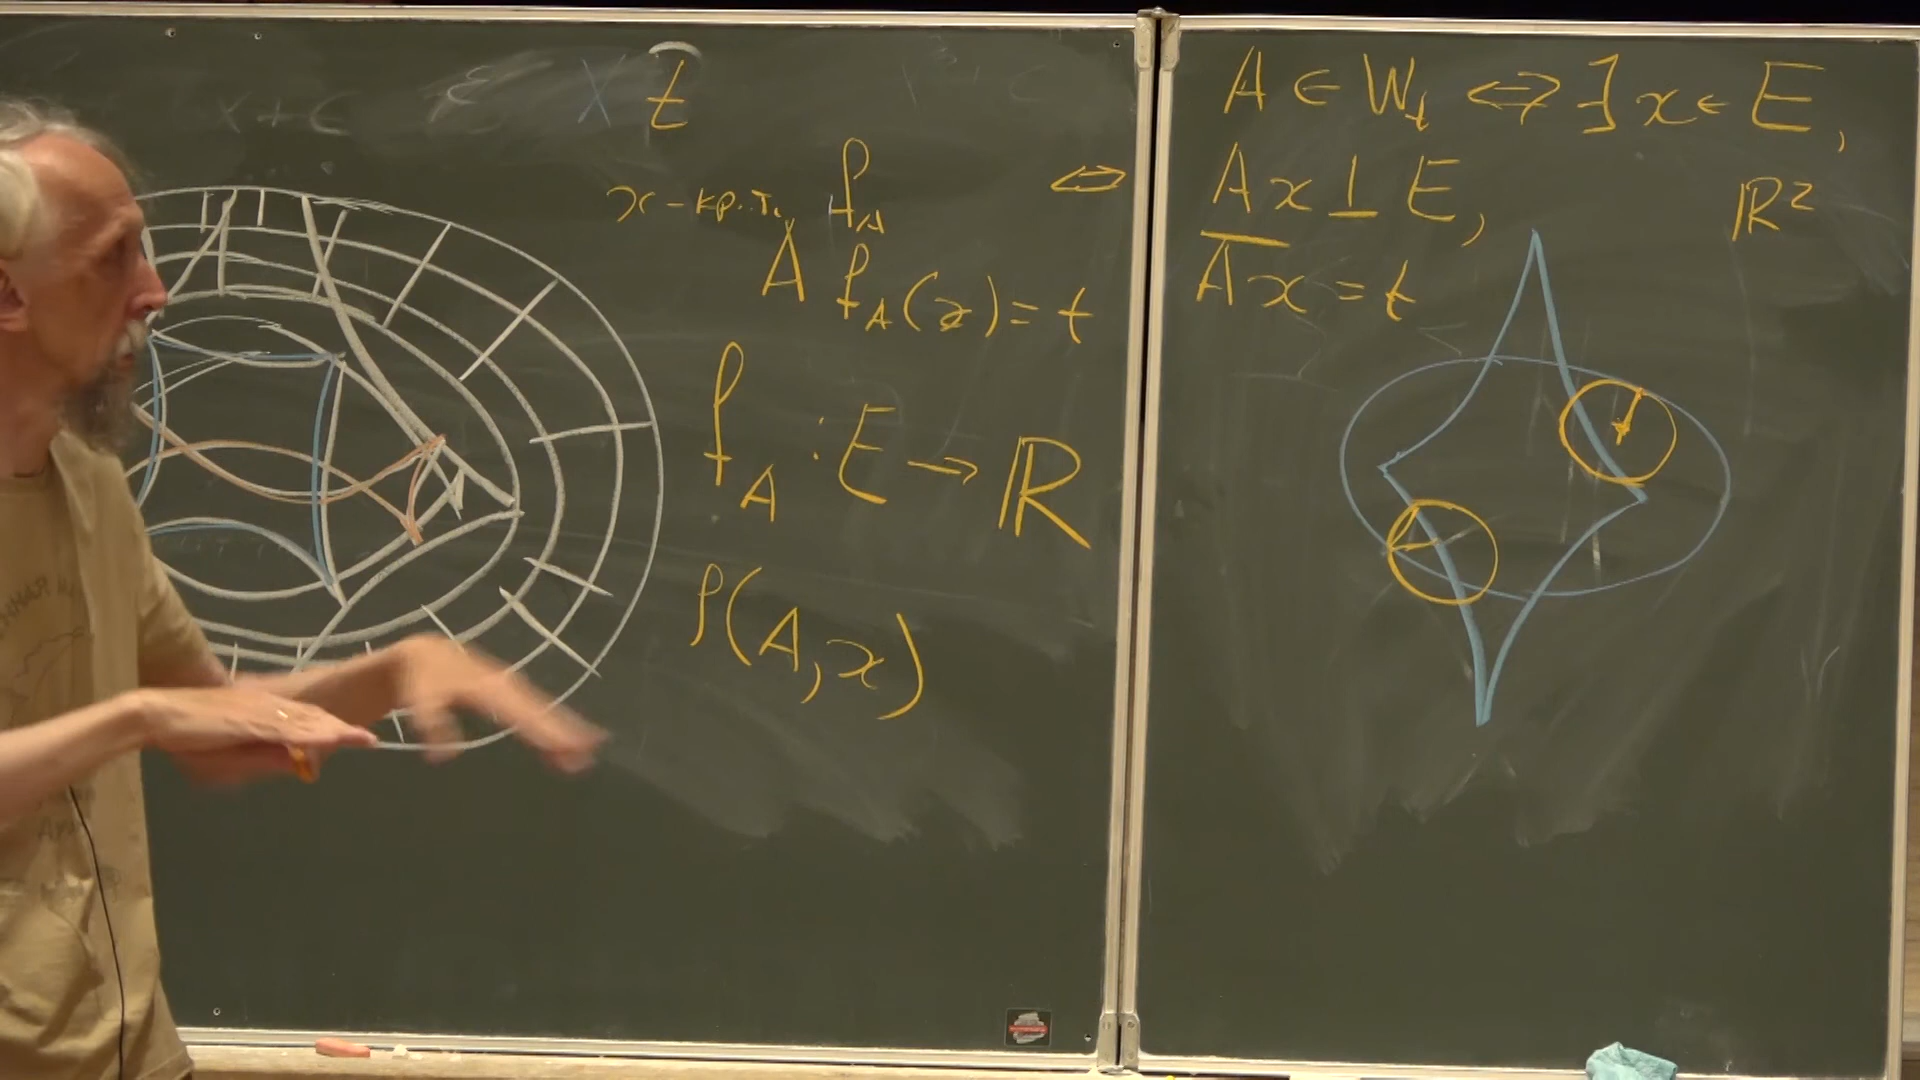 t
x - кр. т. f_A ⇔
A f_A(x) = t
f_A : E → ℝ
ρ(A, x)
A ∈ W_t ⇔ ∃ x ∈ E,
Ax ⊥ E,
ℝ²
Ax = t